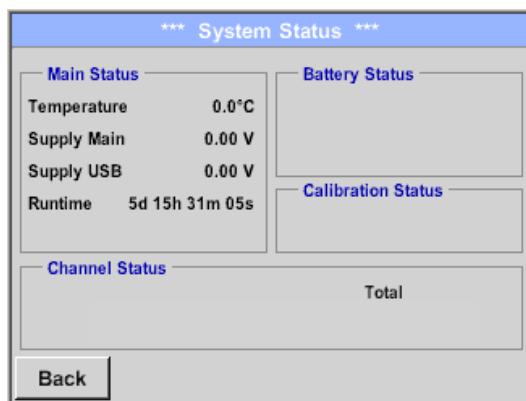 *** System Status ***
Main Status
Temperature 0.0°C
Supply Main 0.00 V
Supply USB 0.00 V
Runtime 5d 15h 31m 05s
Battery Status
Calibration Status
Channel Status
Total
Back